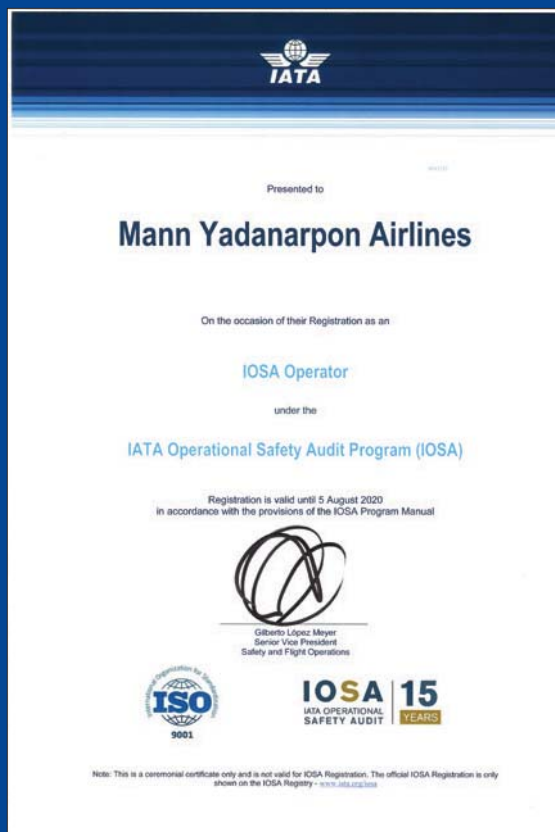 IATA
Presented to
Mann Yadanarpon Airlines
On the occasion of their Registration as an
IOSA Operator
under the
IATA Operational Safety Audit Program (IOSA)
Registration is valid until 5 August 2020
in accordance with the provisions of the IOSA Program Manual
Gilberto López Meyer
Senior Vice President
Safety and Flight Operations
International Organization for Standardization
ISO
9001
IOSA
IATA OPERATIONAL
SAFETY AUDIT
15
YEARS
Note: This is a ceremonial certificate only and is not valid for IOSA Registration. The official IOSA Registration is only
shown on the IOSA Registry - www.iata.org/iosa